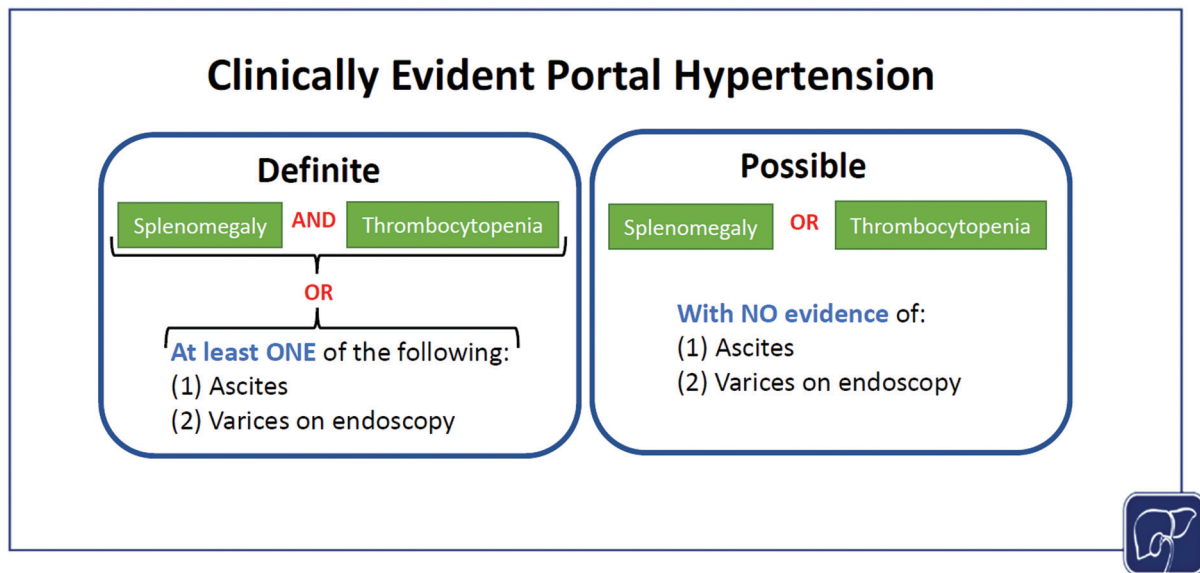 Clinically Evident Portal Hypertension
Definite
Splenomegaly AND Thrombocytopenia
OR
At least ONE of the following:
(1) Ascites
(2) Varices on endoscopy
Possible
Splenomegaly OR Thrombocytopenia
With NO evidence of:
(1) Ascites
(2) Varices on endoscopy